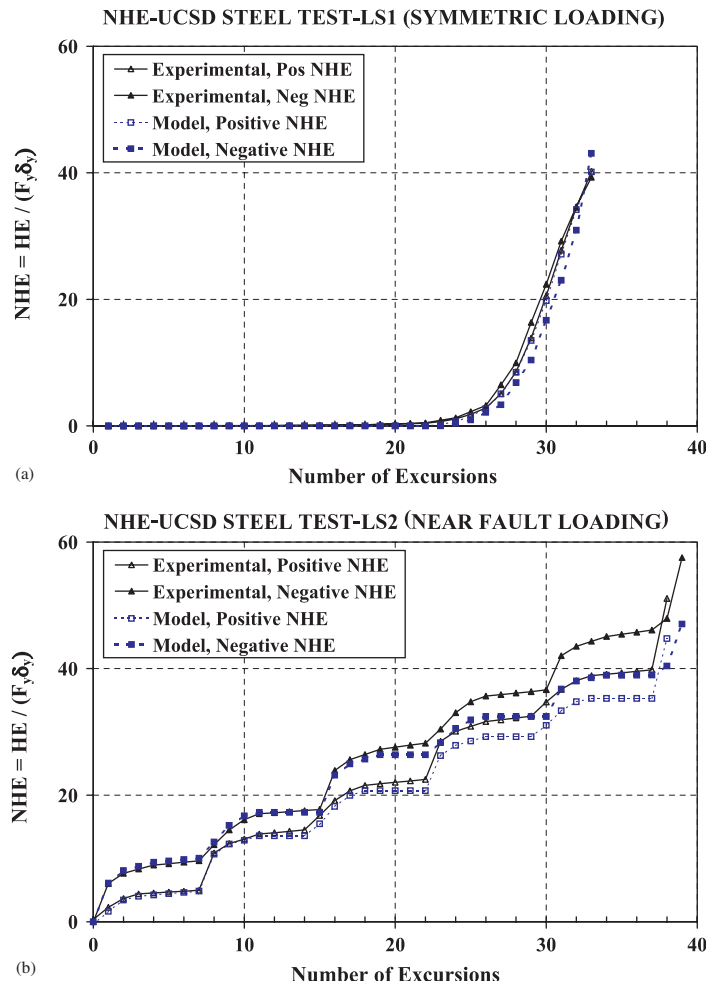 NHE-UCSD STEEL TEST-LS1 (SYMMETRIC LOADING)
60
40
20
0
NHE = HE / (Fyδy)
Experimental, Pos NHE
Experimental, Neg NHE
Model, Positive NHE
Model, Negative NHE
0 10 20 30 40
(a)
Number of Excursions
NHE-UCSD STEEL TEST-LS2 (NEAR FAULT LOADING)
60
40
20
0
NHE = HE / (Fyδy)
Experimental, Positive NHE
Experimental, Negative NHE
Model, Positive NHE
Model, Negative NHE
0 10 20 30 40
(b)
Number of Excursions